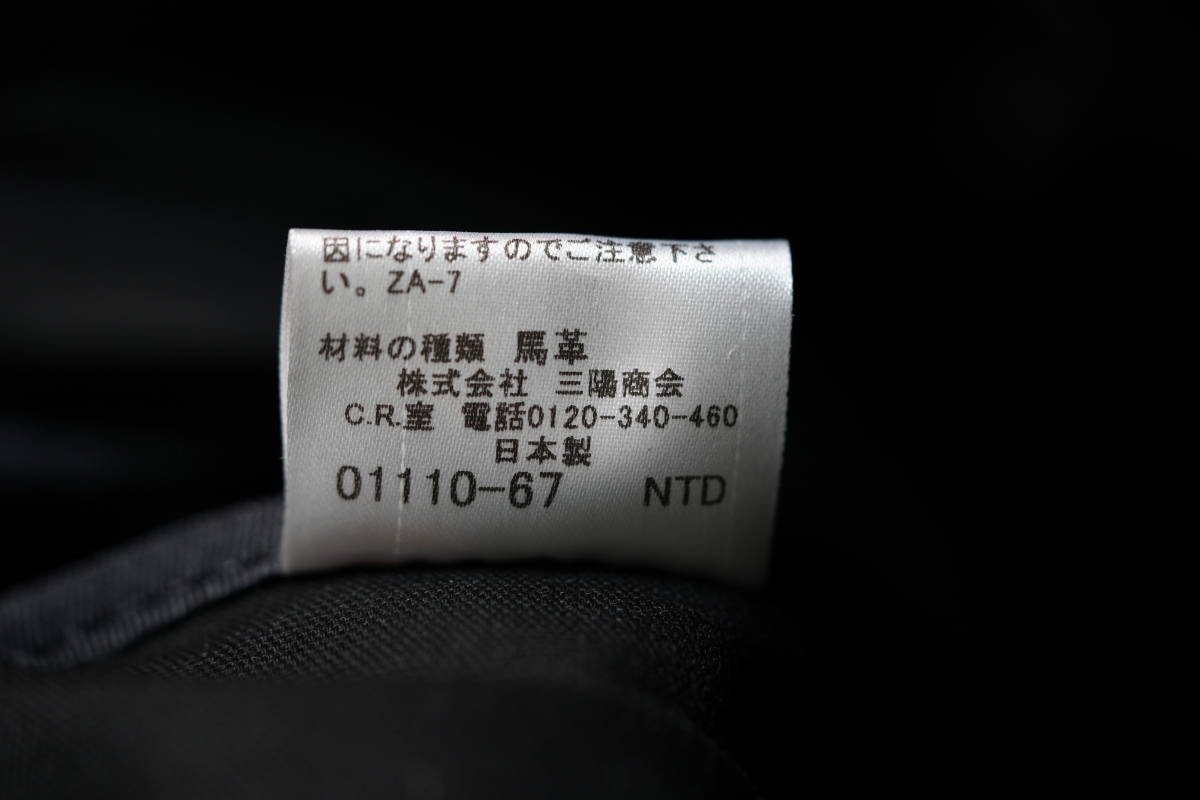 因になりますのでご注意下さ
い。ZA-7
材料の種類 馬革
株式会社 三陽商会
C.R.室 電話0120-340-460
日本製
01110-67 NTD